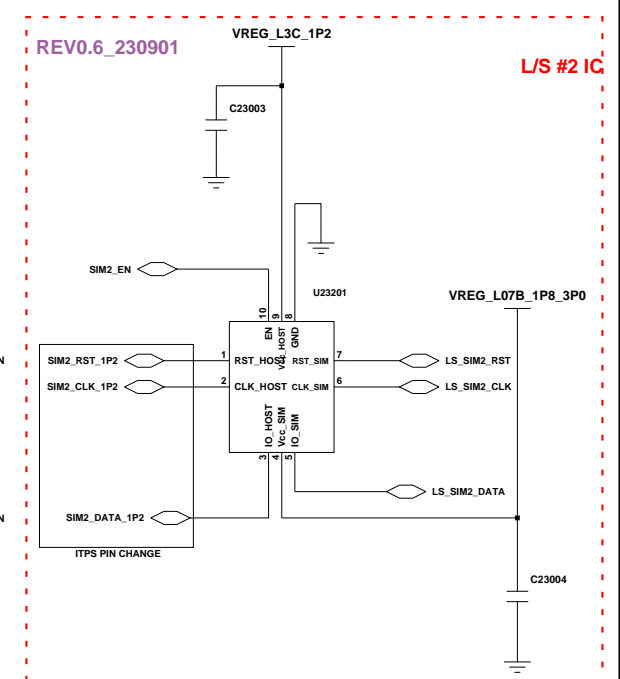 VREG_L3C_1P2
REV0.6_230901
L/S #2 IC
C23003
SIM2_EN
U23201
VREG_L07B_1P8_3P0
10
9
8
EN
Vcc_HOST
GND
N
SIM2_RST_1P2
1
RST_HOST
RST_SIM
7
LS_SIM2_RST
SIM2_CLK_1P2
2
CLK_HOST
CLK_SIM
6
LS_SIM2_CLK
IO_HOST
Vcc_SIM
IO_SIM
3
4
5
LS_SIM2_DATA
N
SIM2_DATA_1P2
ITPS PIN CHANGE
C23004